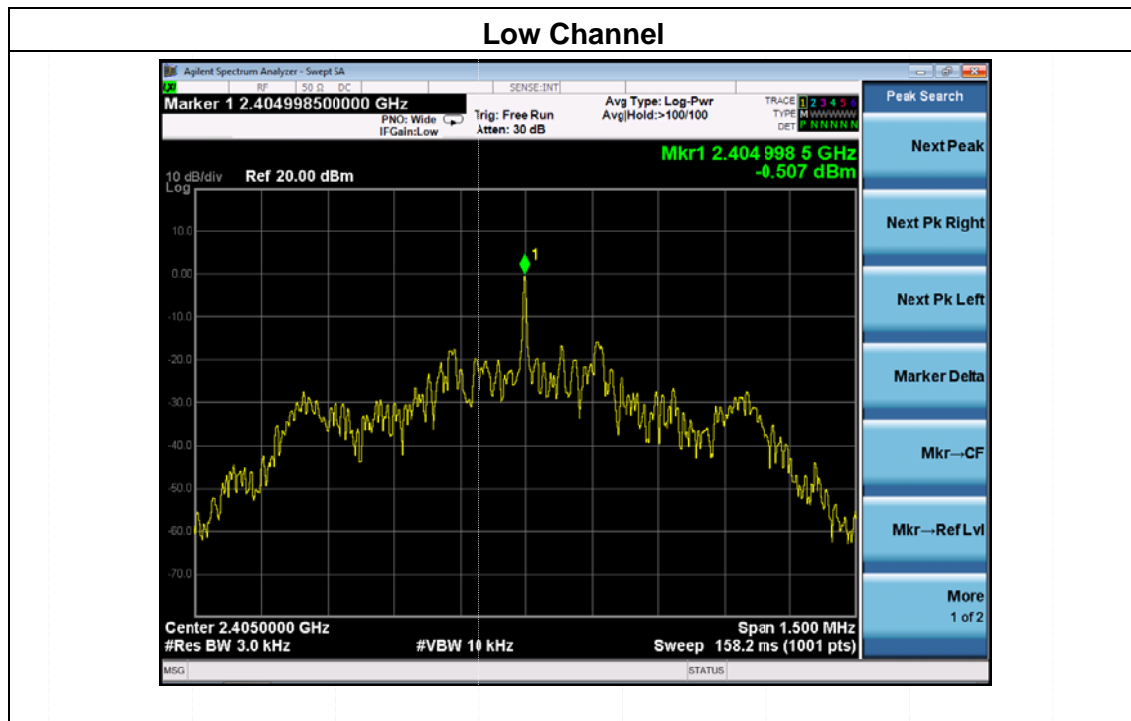 Low Channel
Agilent Spectrum Analyzer - Swept SA
LXI RF 50 Ω DC SENSE:INT
Marker 1 2.404998500000 GHz
PNO: Wide
IFGain:Low
Trig: Free Run
Atten: 30 dB
Avg Type: Log-Pwr
Avg|Hold:>100/100
TRACE 1 2 3 4 5 6
TYPE M WWWWW
DET P N N N N N
Peak Search
Mkr1 2.404 998 5 GHz
-0.507 dBm
10 dB/div Ref 20.00 dBm
Log
10.0
0.00
-10.0
-20.0
-30.0
-40.0
-50.0
-60.0
-70.0
1
Next Peak
Next Pk Right
Next Pk Left
Marker Delta
Mkr→CF
Mkr→Ref Lvl
More
1 of 2
Center 2.4050000 GHz Span 1.500 MHz
#Res BW 3.0 kHz #VBW 10 kHz Sweep 158.2 ms (1001 pts)
MSG STATUS